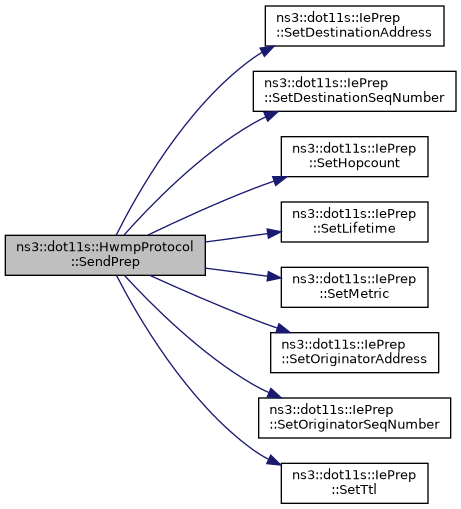 ns3::dot11s::IePrep
::SetDestinationAddress
ns3::dot11s::IePrep
::SetDestinationSeqNumber
ns3::dot11s::IePrep
::SetHopcount
ns3::dot11s::IePrep
::SetLifetime
ns3::dot11s::HwmpProtocol
::SendPrep
ns3::dot11s::IePrep
::SetMetric
ns3::dot11s::IePrep
::SetOriginatorAddress
ns3::dot11s::IePrep
::SetOriginatorSeqNumber
ns3::dot11s::IePrep
::SetTtl